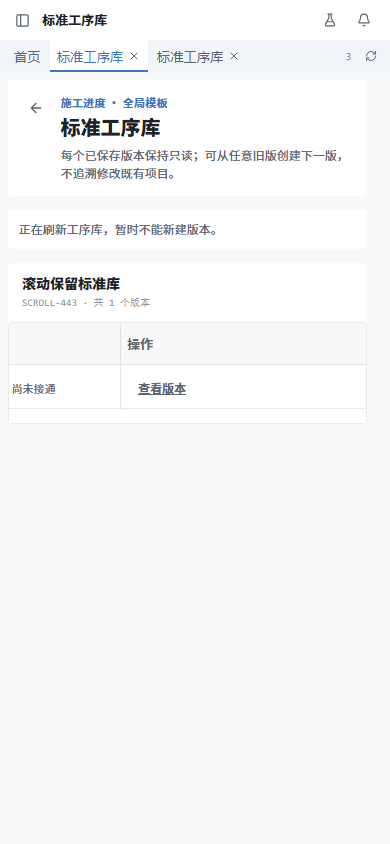 标准工序库
首页 标准工序库 标准工序库 3
施工进度 • 全局模板
标准工序库
每个已保存版本保持只读；可从任意旧版创建下一版，
不追溯修改既有项目。
正在刷新工序库，暂时不能新建版本。
滚动保留标准库
SCROLL-443 · 共 1 个版本
操作
尚未接通 查看版本